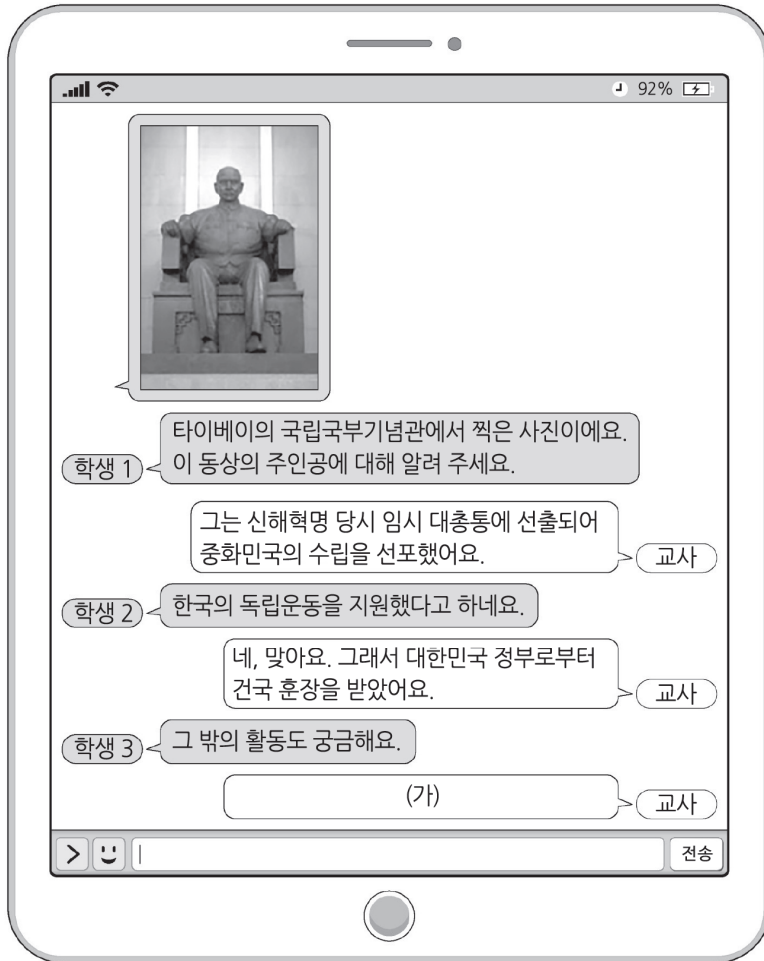 92%
타이베이의 국립국부기념관에서 찍은 사진이에요.
학생 1
이 동상의 주인공에 대해 알려 주세요.
그는 신해혁명 당시 임시 대총통에 선출되어
중화민국의 수립을 선포했어요.
교사
학생 2
한국의 독립운동을 지원했다고 하네요.
네, 맞아요. 그래서 대한민국 정부로부터
건국 훈장을 받았어요.
교사
학생 3
그 밖의 활동도 궁금해요.
(가)
교사
전송